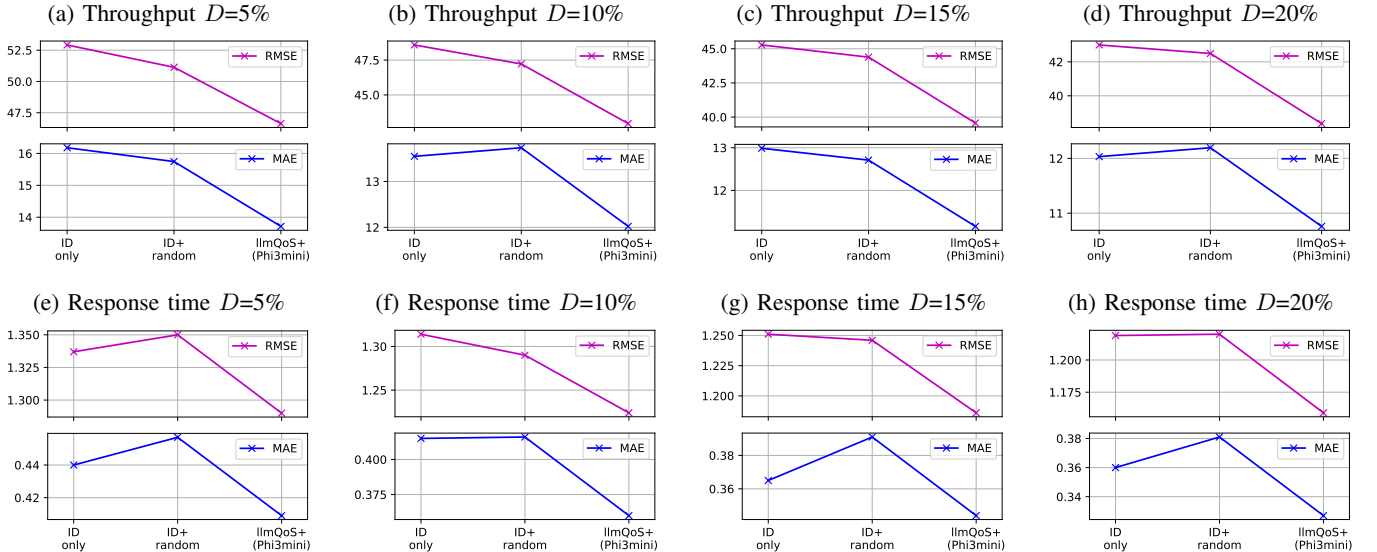 (a) Throughput D=5%
(b) Throughput D=10%
(c) Throughput D=15%
(d) Throughput D=20%
52.5
50.0
47.5
RMSE
16
15
14
MAE
ID only
ID+ random
llmQoS+ (Phi3mini)
47.5
45.0
RMSE
13
12
MAE
ID only
ID+ random
llmQoS+ (Phi3mini)
45.0
42.5
40.0
RMSE
13
12
MAE
ID only
ID+ random
llmQoS+ (Phi3mini)
42
40
RMSE
12
11
MAE
ID only
ID+ random
llmQoS+ (Phi3mini)
(e) Response time D=5%
(f) Response time D=10%
(g) Response time D=15%
(h) Response time D=20%
1.350
1.325
1.300
RMSE
0.44
0.42
MAE
ID only
ID+ random
llmQoS+ (Phi3mini)
1.30
1.25
RMSE
0.400
0.375
MAE
ID only
ID+ random
llmQoS+ (Phi3mini)
1.250
1.225
1.200
RMSE
0.38
0.36
MAE
ID only
ID+ random
llmQoS+ (Phi3mini)
1.200
1.175
RMSE
0.38
0.36
0.34
MAE
ID only
ID+ random
llmQoS+ (Phi3mini)